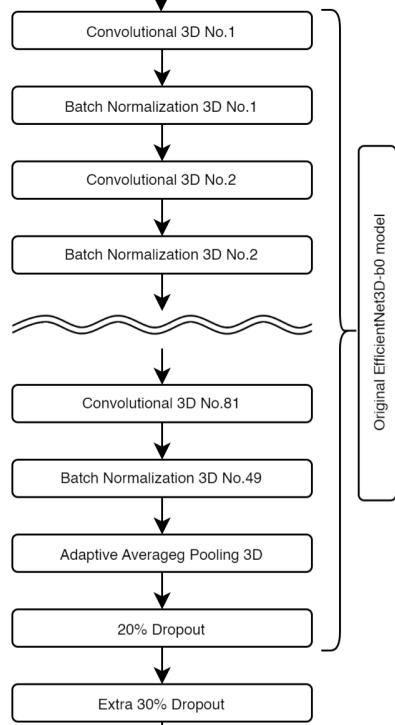 Convolutional 3D No.1
Batch Normalization 3D No.1
Convolutional 3D No.2
Batch Normalization 3D No.2
Convolutional 3D No.81
Batch Normalization 3D No.49
Adaptive Averageg Pooling 3D
20% Dropout
Extra 30% Dropout
Original EfficientNet3D-b0 model